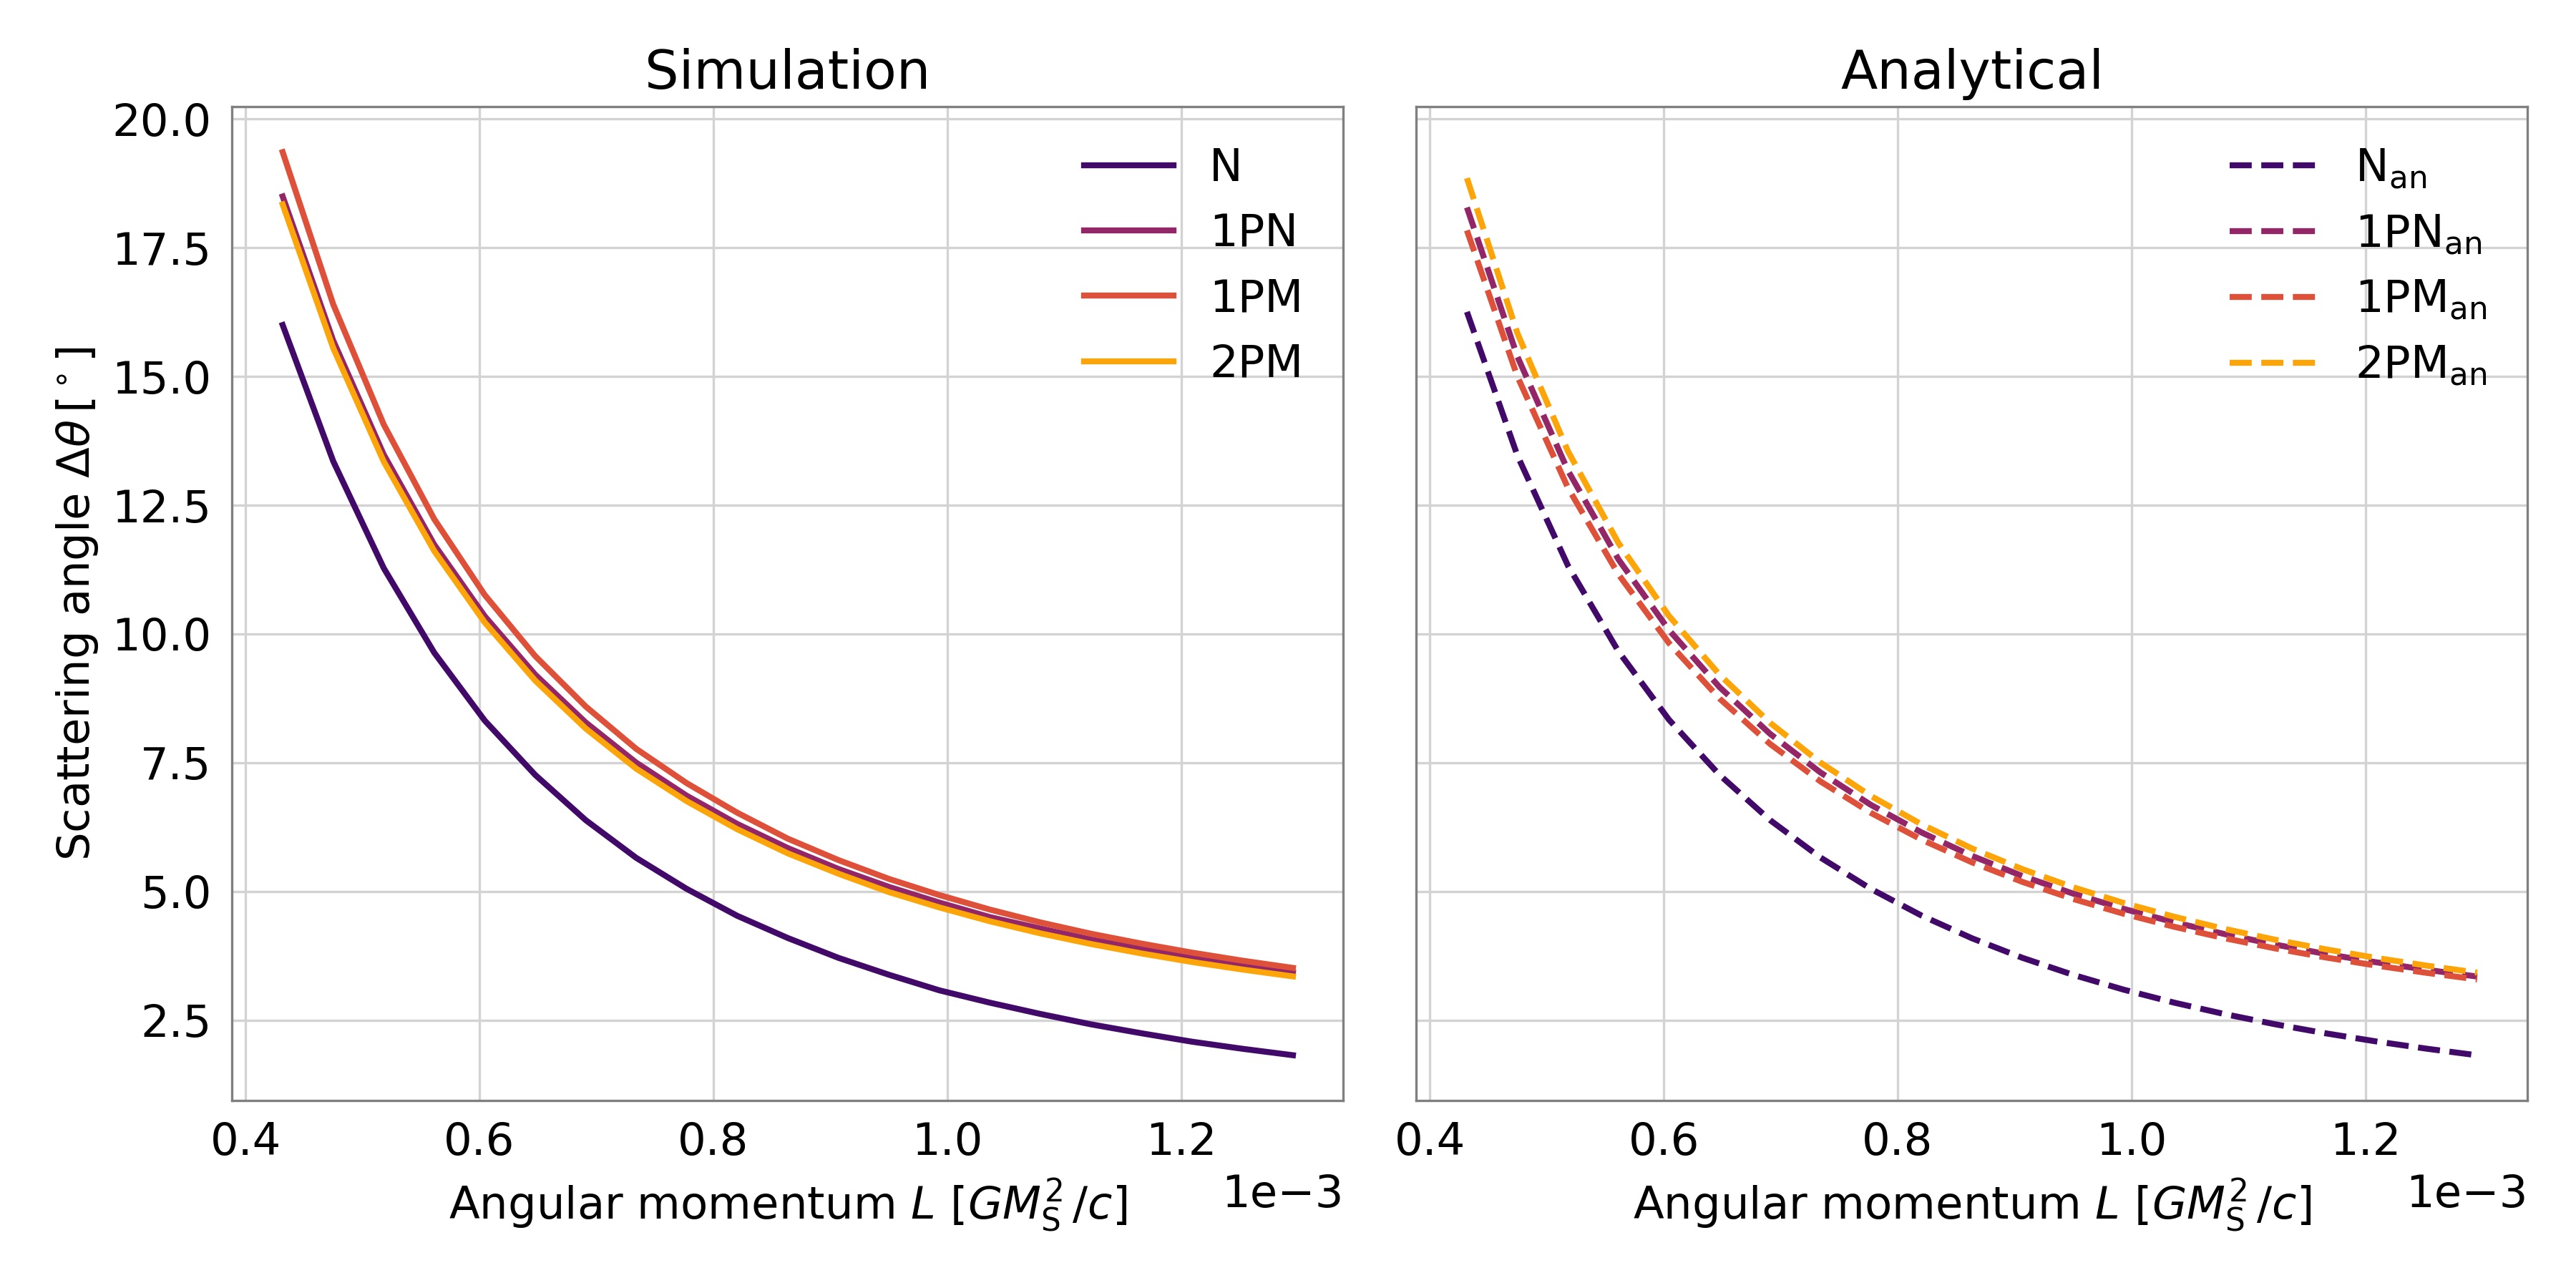 Simulation
Scattering angle Δθ[°]
20.0
17.5
15.0
12.5
10.0
7.5
5.0
2.5
N
1PN
1PM
2PM
0.4 0.6 0.8 1.0 1.2
1e−3
Angular momentum L [GM_S^2/c]
Analytical
N_an
1PN_an
1PM_an
2PM_an
0.4 0.6 0.8 1.0 1.2
1e−3
Angular momentum L [GM_S^2/c]